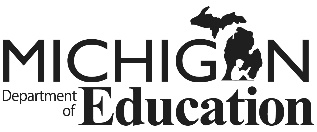 MICHIGAN
Department of Education